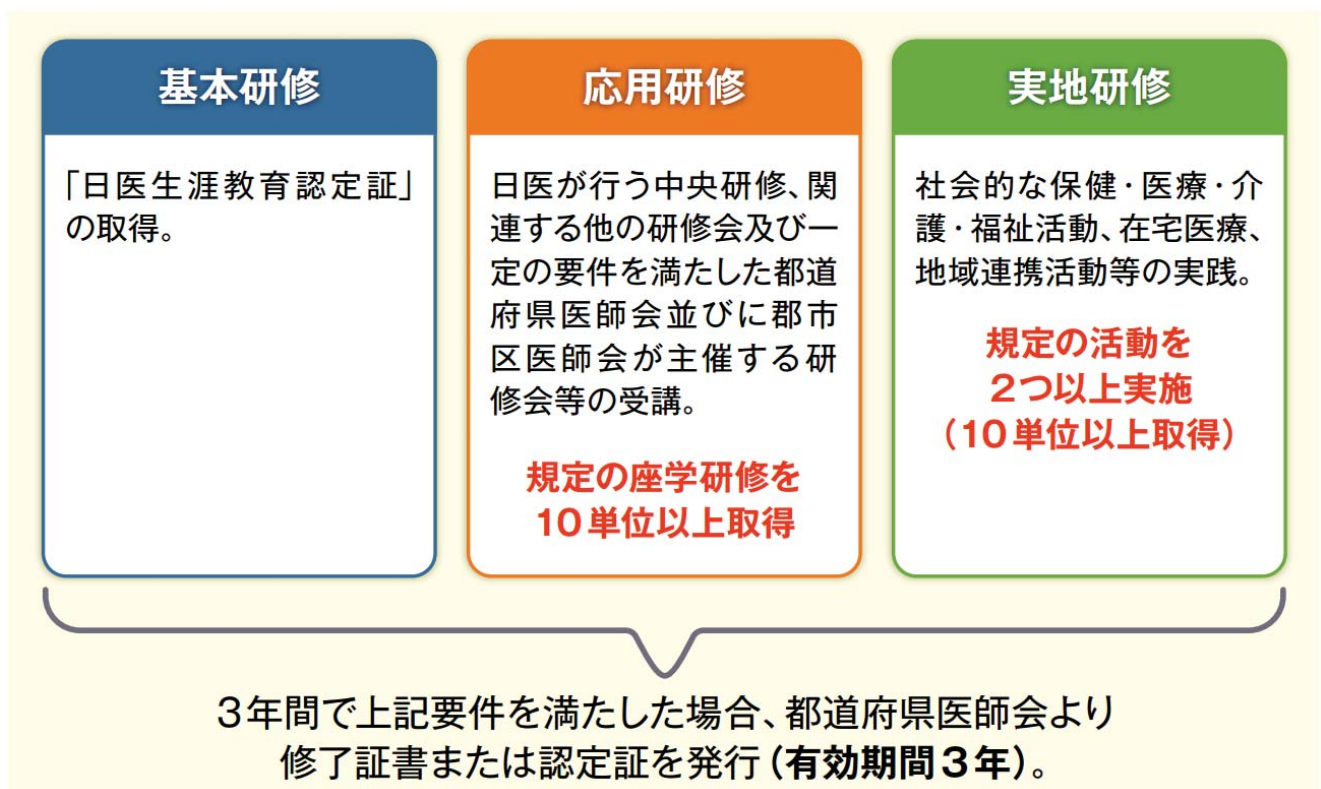 基本研修
「日医生涯教育認定証」
の取得。
応用研修
日医が行う中央研修、関
連する他の研修会及び一
定の要件を満たした都道
府県医師会並びに郡市
区医師会が主催する研
修会等の受講。
規定の座学研修を
10単位以上取得
実地研修
社会的な保健・医療・介
護・福祉活動、在宅医療、
地域連携活動等の実践。
規定の活動を
2つ以上実施
(10単位以上取得)
3年間で上記要件を満たした場合、都道府県医師会より
修了証書または認定証を発行(有効期間3年)。